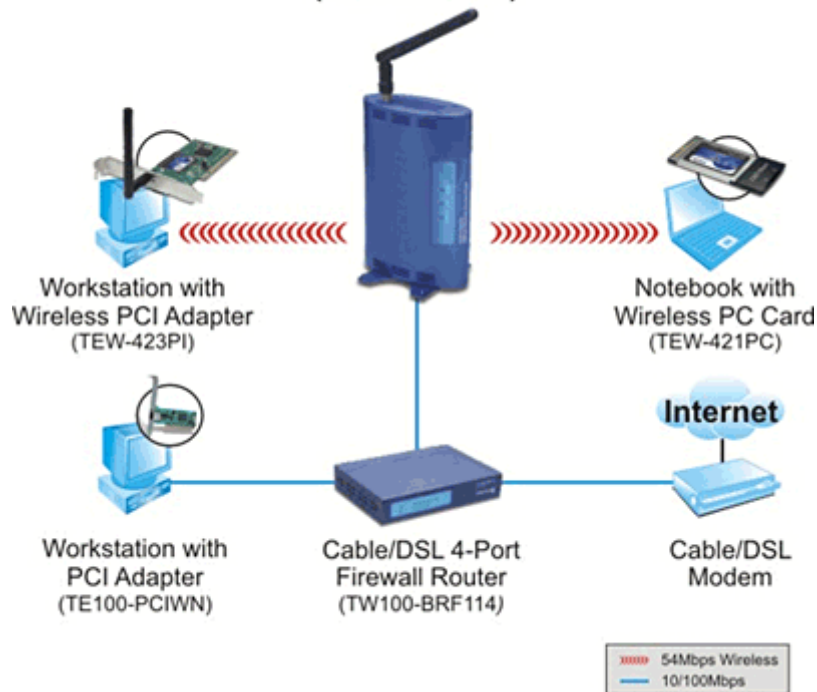 Workstation with
Wireless PCI Adapter
(TEW-423PI)
Notebook with
Wireless PC Card
(TEW-421PC)
Internet
Workstation with
PCI Adapter
(TE100-PCIWN)
Cable/DSL 4-Port
Firewall Router
(TW100-BRF114)
Cable/DSL
Modem
54Mbps Wireless
10/100Mbps